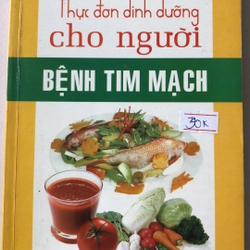 Thực đơn dinh dưỡng
cho người
BỆNH TIM MẠCH
30K